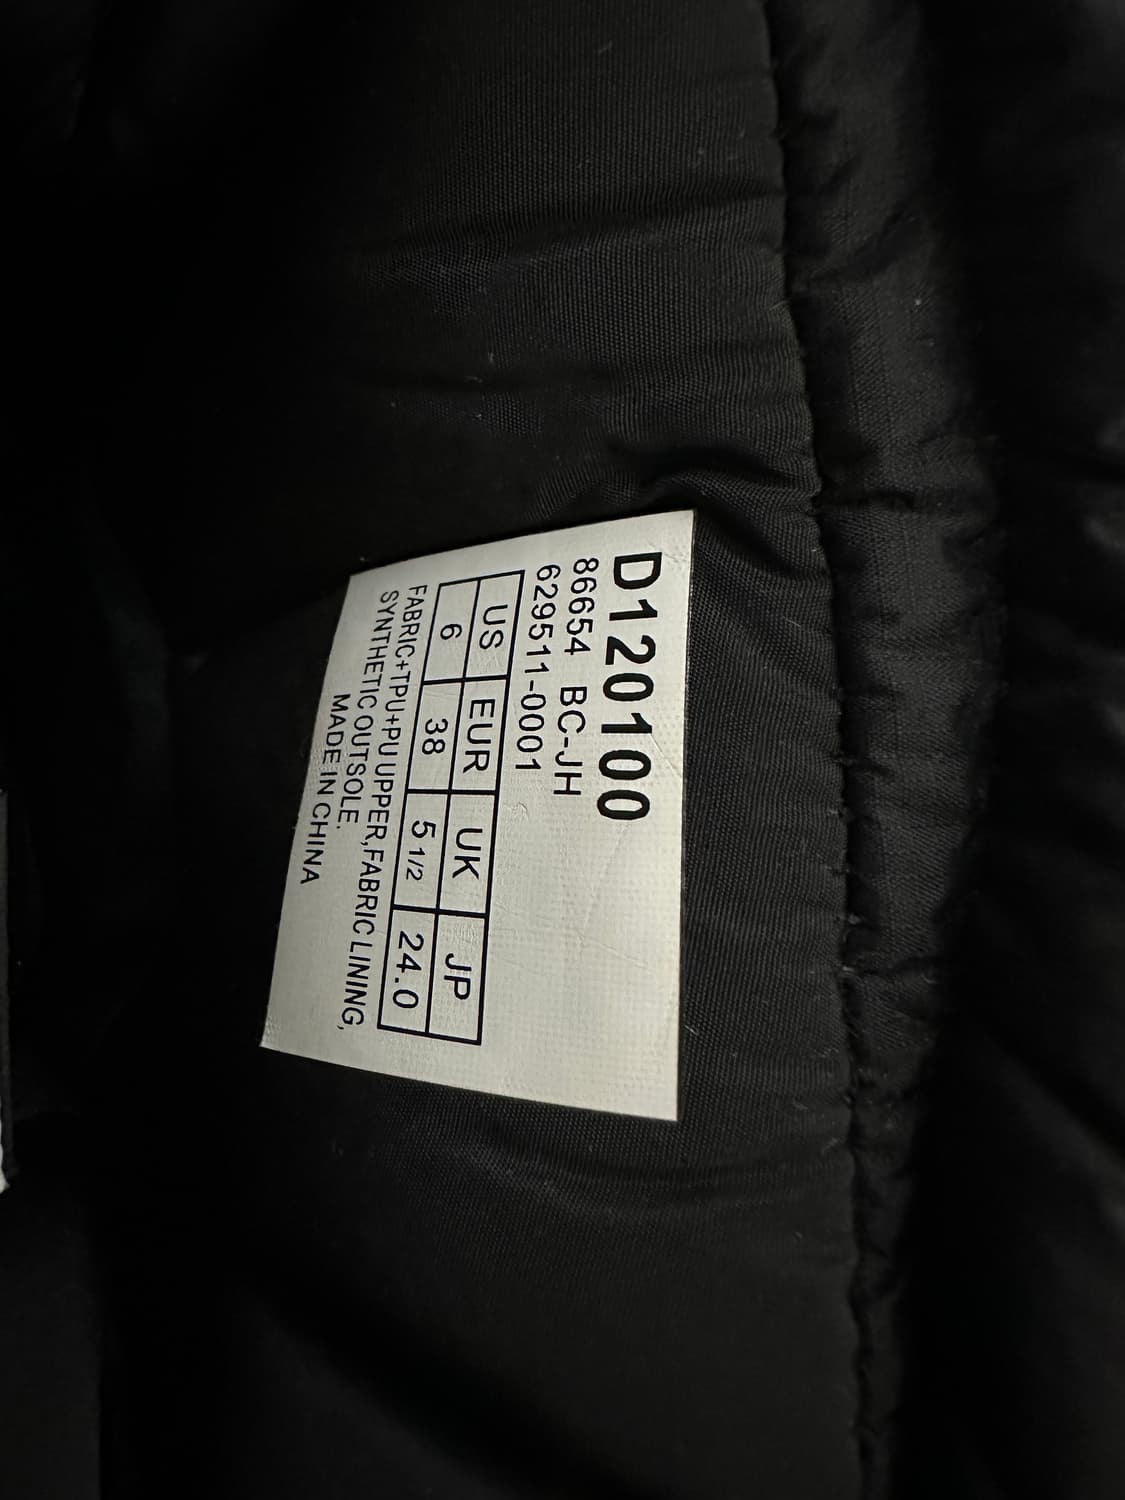 D120100
86654 BC-JH
629511-0001
US EUR UK JP
6 38 5 1/2 24.0
FABRIC+TPU+PU UPPER,FABRIC LINING,
SYNTHETIC OUTSOLE.
MADE IN CHINA